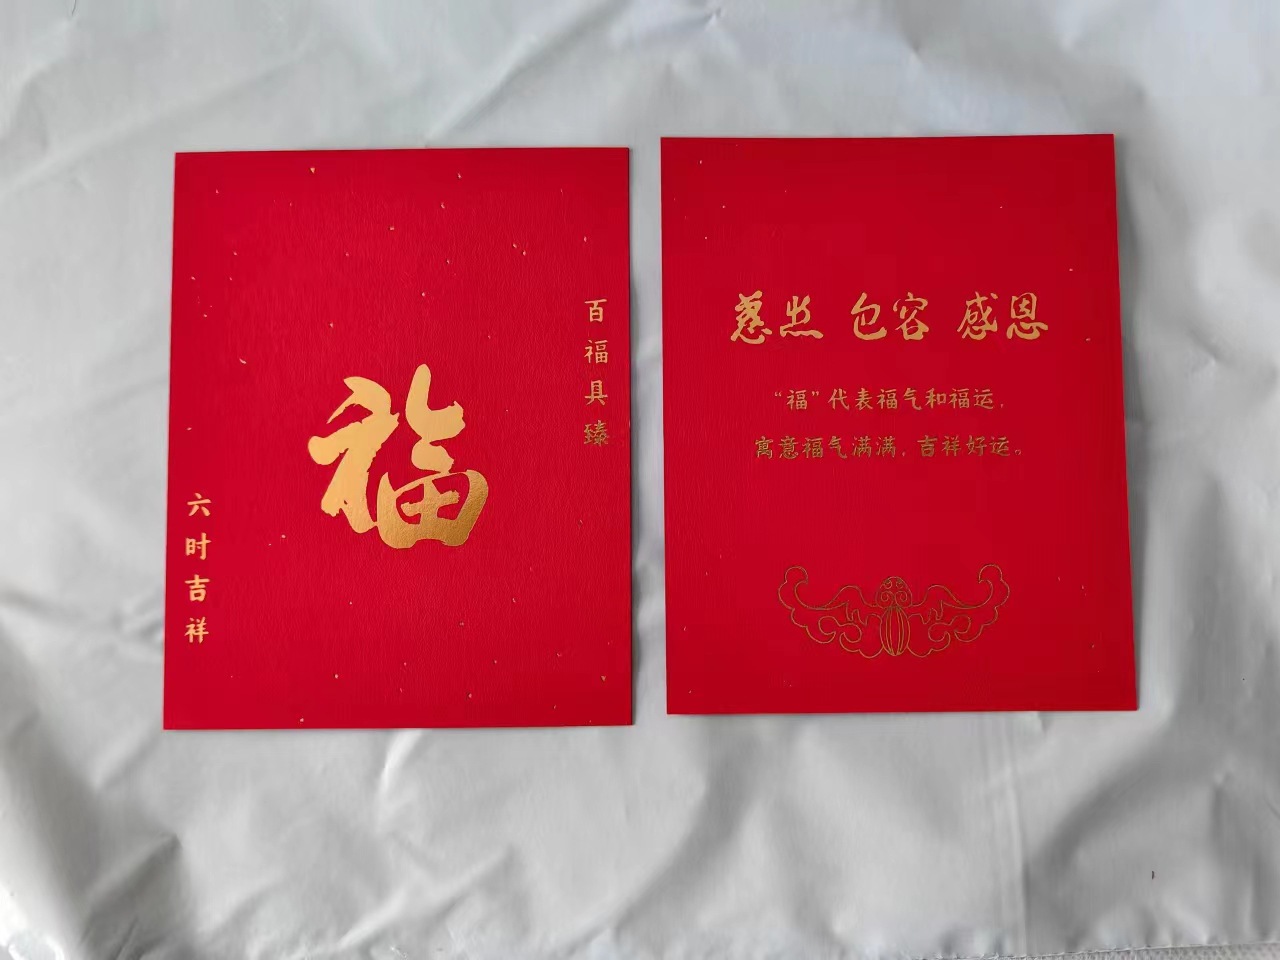 百福具臻
福
六时吉祥
慈悲 包容 感恩
“福”代表福气和福运，
寓意福气满满，吉祥好运。